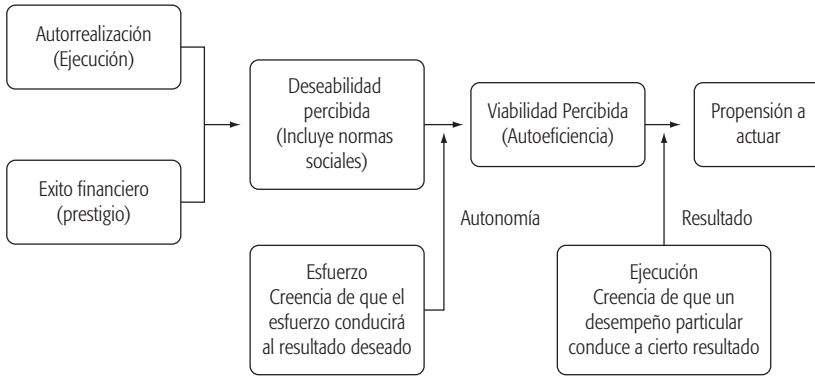 Autorrealización
(Ejecución)
Exito financiero
(prestigio)
Deseabilidad
percibida
(Incluye normas
sociales)
Viabilidad Percibida
(Autoeficiencia)
Propensión a
actuar
Autonomía
Resultado
Esfuerzo
Creencia de que el
esfuerzo conducirá
al resultado deseado
Ejecución
Creencia de que un
desempeño particular
conduce a cierto resultado